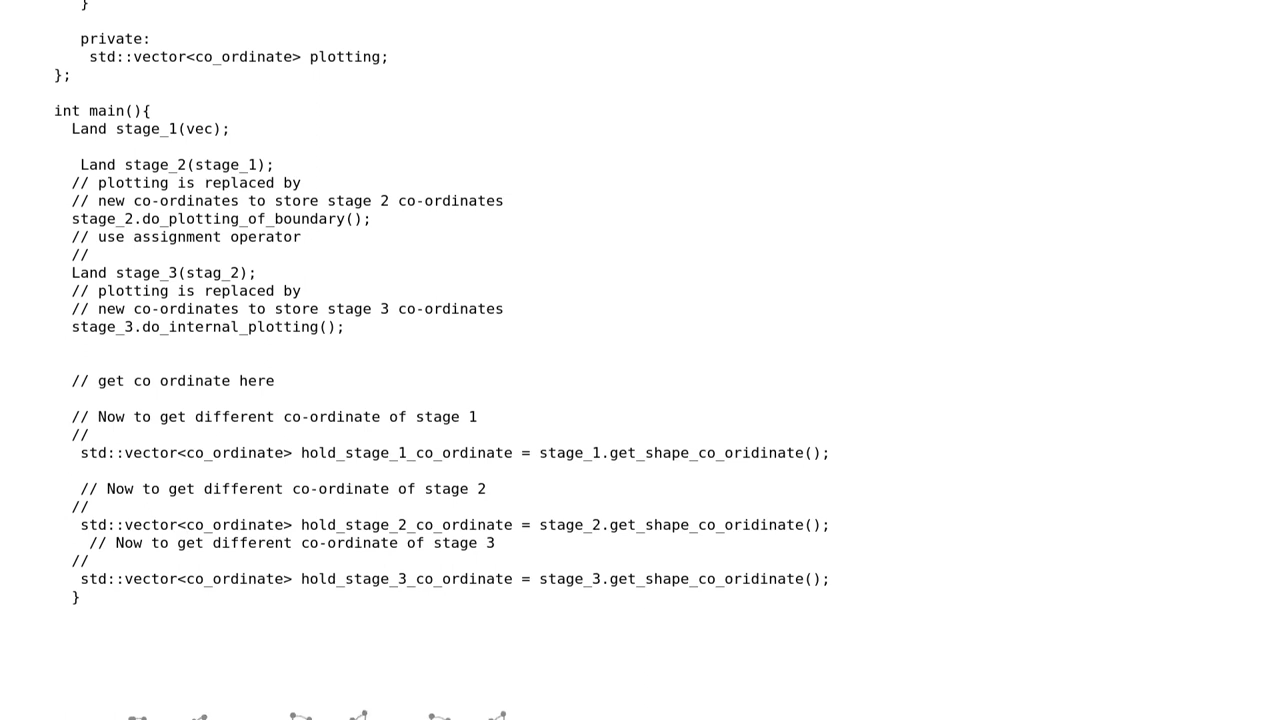 }
private:
std::vector<co_ordinate> plotting;
};
int main(){
Land stage_1(vec);
Land stage_2(stage_1);
// plotting is replaced by
// new co-ordinates to store stage 2 co-ordinates
stage_2.do_plotting_of_boundary();
// use assignment operator
//
Land stage_3(stag_2);
// plotting is replaced by
// new co-ordinates to store stage 3 co-ordinates
stage_3.do_internal_plotting();
// get co ordinate here
// Now to get different co-ordinate of stage 1
//
std::vector<co_ordinate> hold_stage_1_co_ordinate = stage_1.get_shape_co_oridinate();
// Now to get different co-ordinate of stage 2
//
std::vector<co_ordinate> hold_stage_2_co_ordinate = stage_2.get_shape_co_oridinate();
// Now to get different co-ordinate of stage 3
//
std::vector<co_ordinate> hold_stage_3_co_ordinate = stage_3.get_shape_co_oridinate();
}